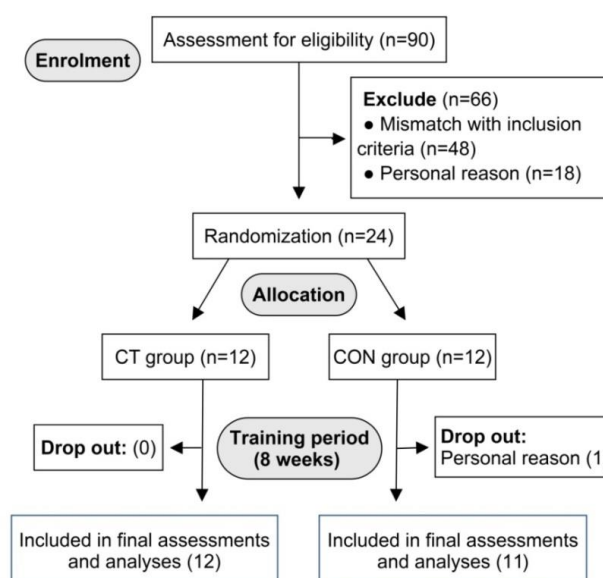 Assessment for eligibility (n=90)
Enrolment
Exclude (n=66)
● Mismatch with inclusion
criteria (n=48)
● Personal reason (n=18)
Randomization (n=24)
Allocation
CT group (n=12)
CON group (n=12)
Drop out: (0)
Training period
(8 weeks)
Drop out:
Personal reason (1
Included in final assessments
and analyses (12)
Included in final assessments
and analyses (11)